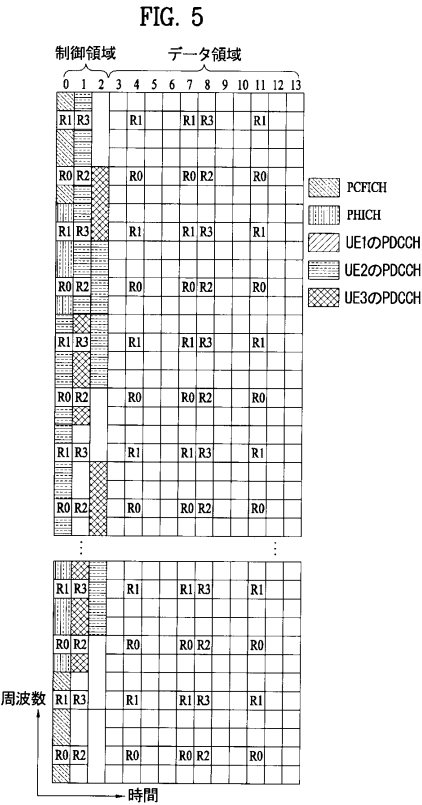 FIG. 5
制御領域 データ領域
0 1 2 3 4 5 6 7 8 9 10 11 12 13
R1 R3 R1 R1 R3 R1
R0 R2 R0 R0 R2 R0
R1 R3 R1 R1 R3 R1
R0 R2 R0 R0 R2 R0
R1 R3 R1 R1 R3 R1
R0 R2 R0 R0 R2 R0
R1 R3 R1 R1 R3 R1
R0 R2 R0 R0 R2 R0
R1 R3 R1 R1 R3 R1
R0 R2 R0 R0 R2 R0
R1 R3 R1 R1 R3 R1
R0 R2 R0 R0 R2 R0
PCFICH
PHICH
UE1のPDCCH
UE2のPDCCH
UE3のPDCCH
周波数
時間